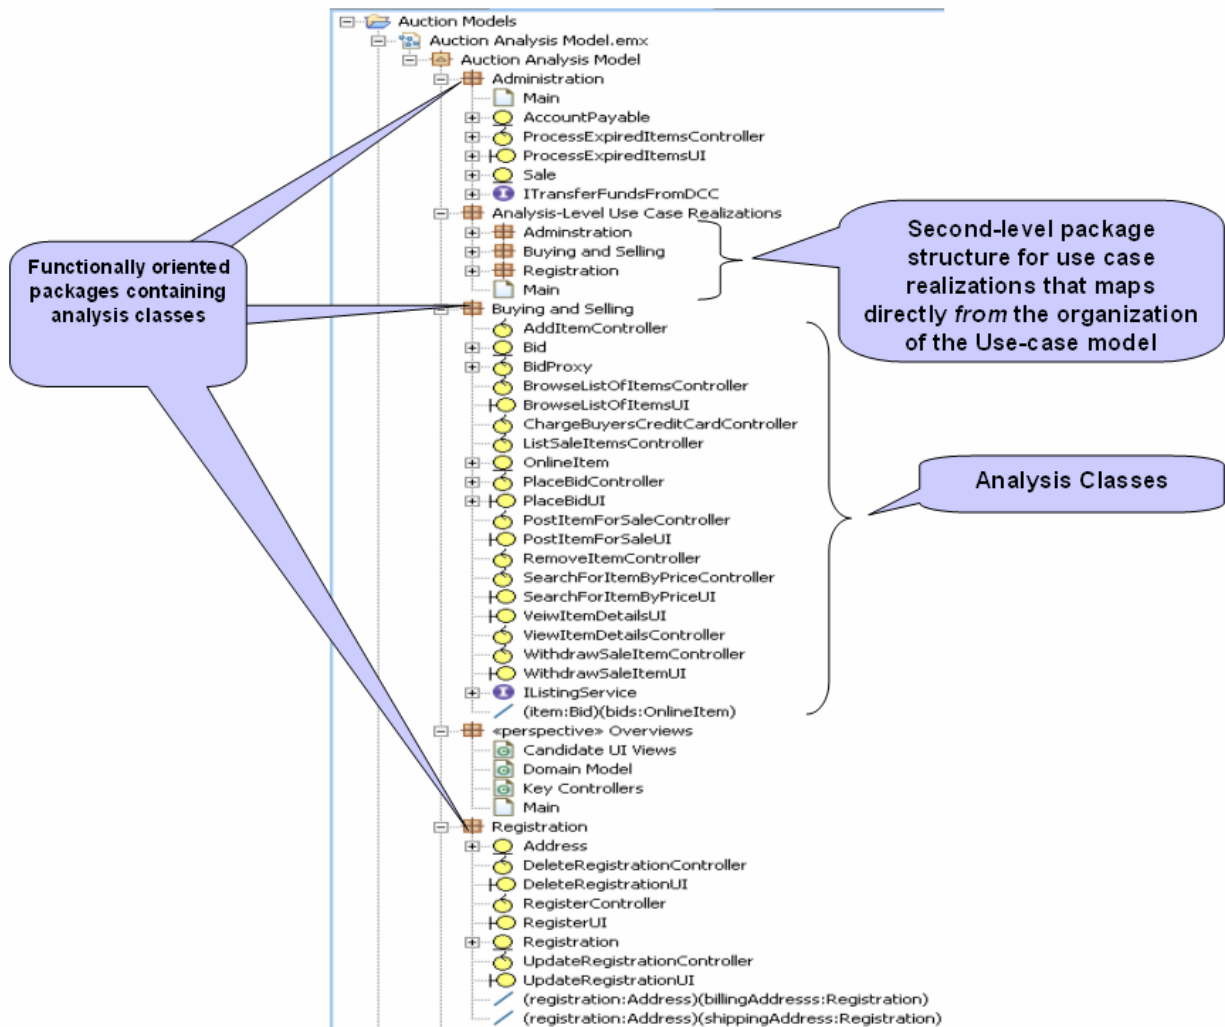 Auction Models
Auction Analysis Model.emx
Auction Analysis Model
Administration
Main
AccountPayable
ProcessExpiredItemsController
ProcessExpiredItemsUI
Sale
ITransferFundsFromDCC
Analysis-Level Use Case Realizations
Adminstration
Buying and Selling
Registration
Main
Buying and Selling
AddItemController
Bid
BidProxy
BrowseListOfItemsController
BrowseListOfItemsUI
ChargeBuyersCreditCardController
ListSaleItemsController
OnlineItem
PlaceBidController
PlaceBidUI
PostItemForSaleController
PostItemForSaleUI
RemoveItemController
SearchForItemByPriceController
SearchForItemByPriceUI
VeiwItemDetailsUI
ViewItemDetailsController
WithdrawSaleItemController
WithdrawSaleItemUI
IListingService
(item:Bid)(bids:OnlineItem)
«perspective» Overviews
Candidate UI Views
Domain Model
Key Controllers
Main
Registration
Address
DeleteRegistrationController
DeleteRegistrationUI
RegisterController
RegisterUI
Registration
UpdateRegistrationController
UpdateRegistrationUI
(registration:Address)(billingAddresss:Registration)
(registration:Address)(shippingAddress:Registration)
Functionally oriented
packages containing
analysis classes
Second-level package
structure for use case
realizations that maps
directly from the organization
of the Use-case model
Analysis Classes